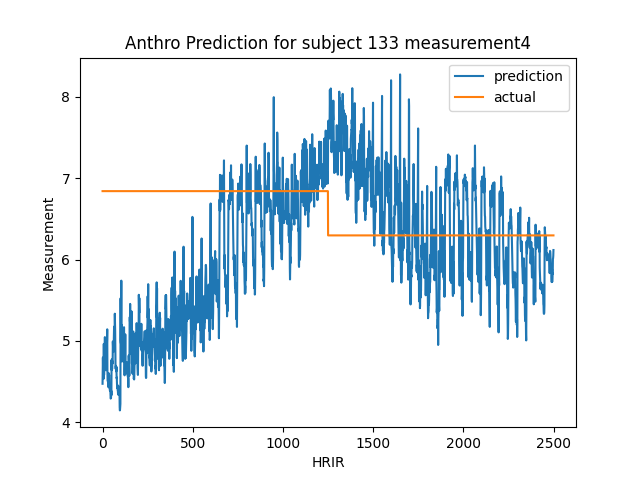 Anthro Prediction for subject 133 measurement4
prediction
actual
8
7
6
5
4
Measurement
0 500 1000 1500 2000 2500
HRIR